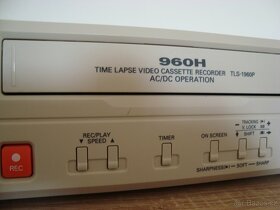 960H
TIME LAPSE VIDEO CASSETTE RECORDER TLS-1960P
AC/DC OPERATION
REC/PLAY
▼ SPEED ▲
TIMER
ON SCREEN
- TRACKING +
V. LOCK
SHIFT
REC
SHARPNESS SOFT SHARP